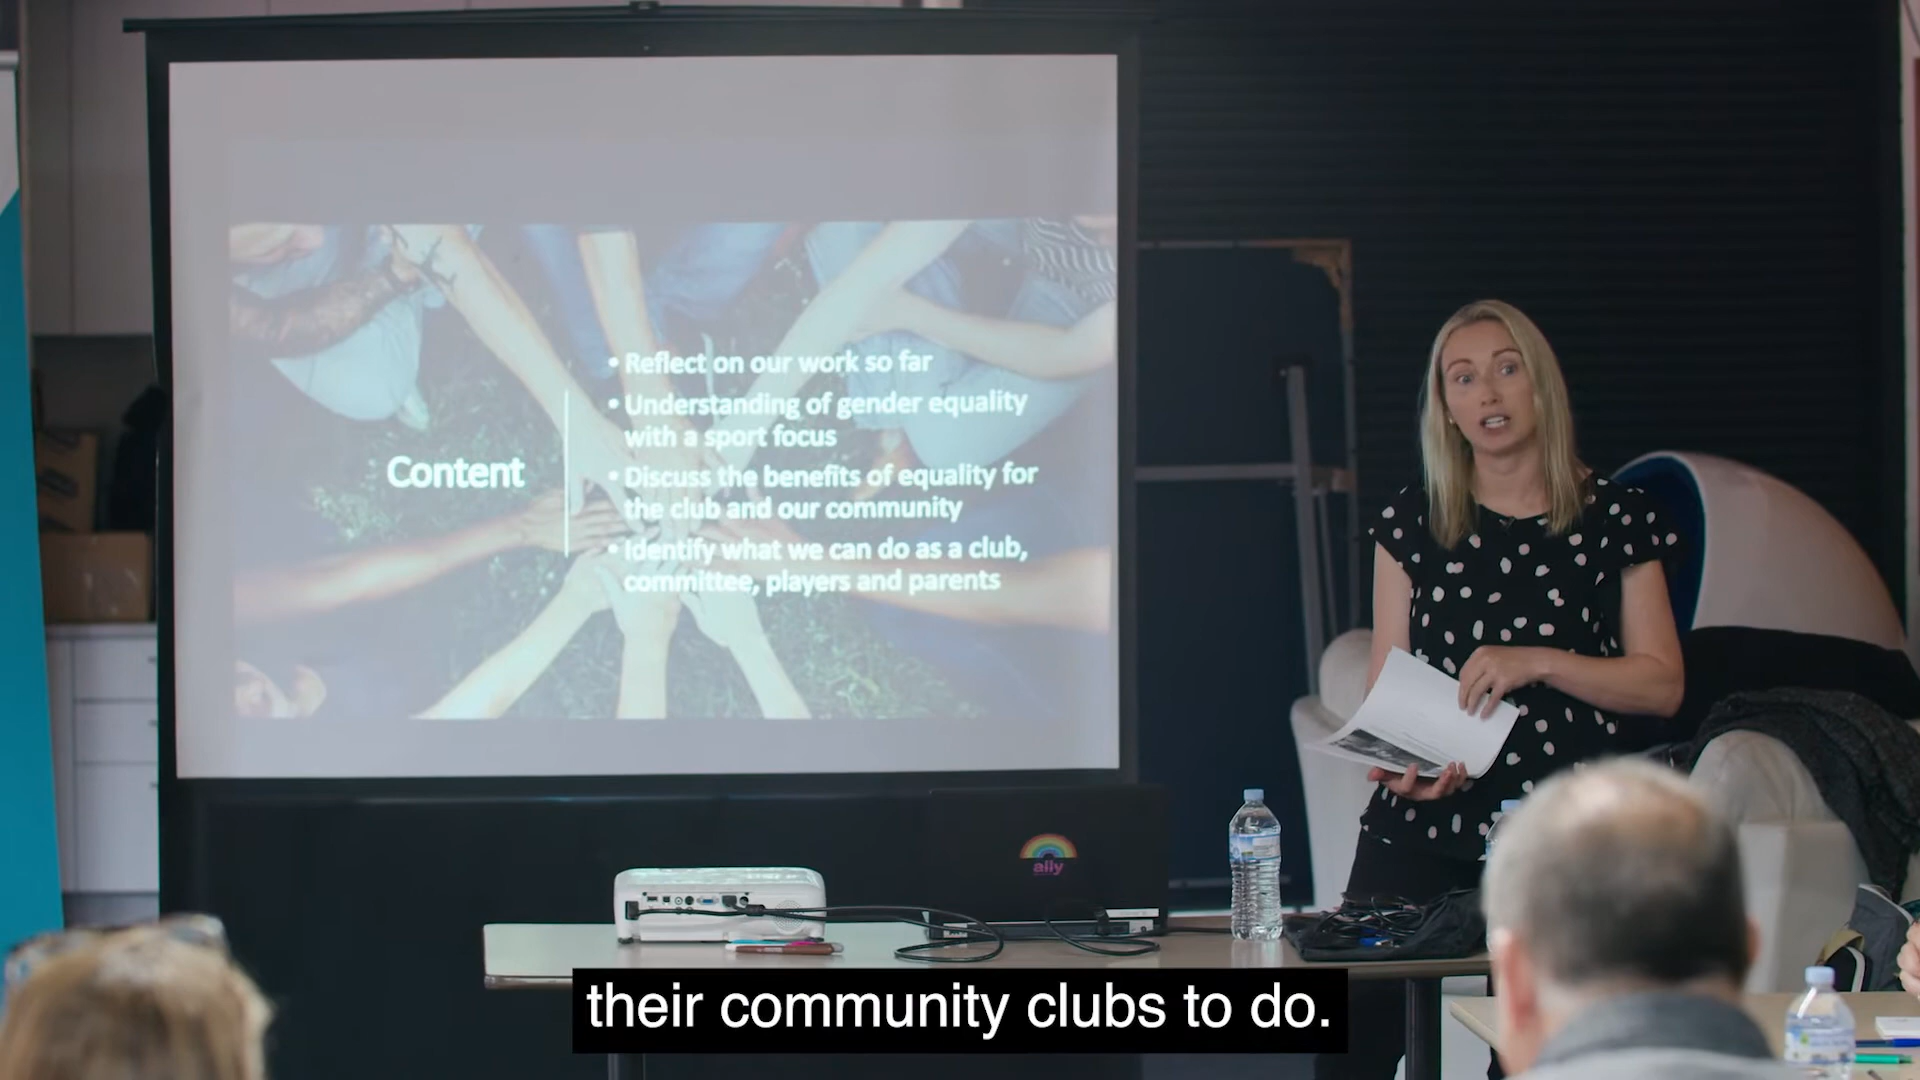 Content
• Reflect on our work so far
• Understanding of gender equality
with a sport focus
• Discuss the benefits of equality for
the club and our community
• Identify what we can do as a club,
committee, players and parents
ally
their community clubs to do.